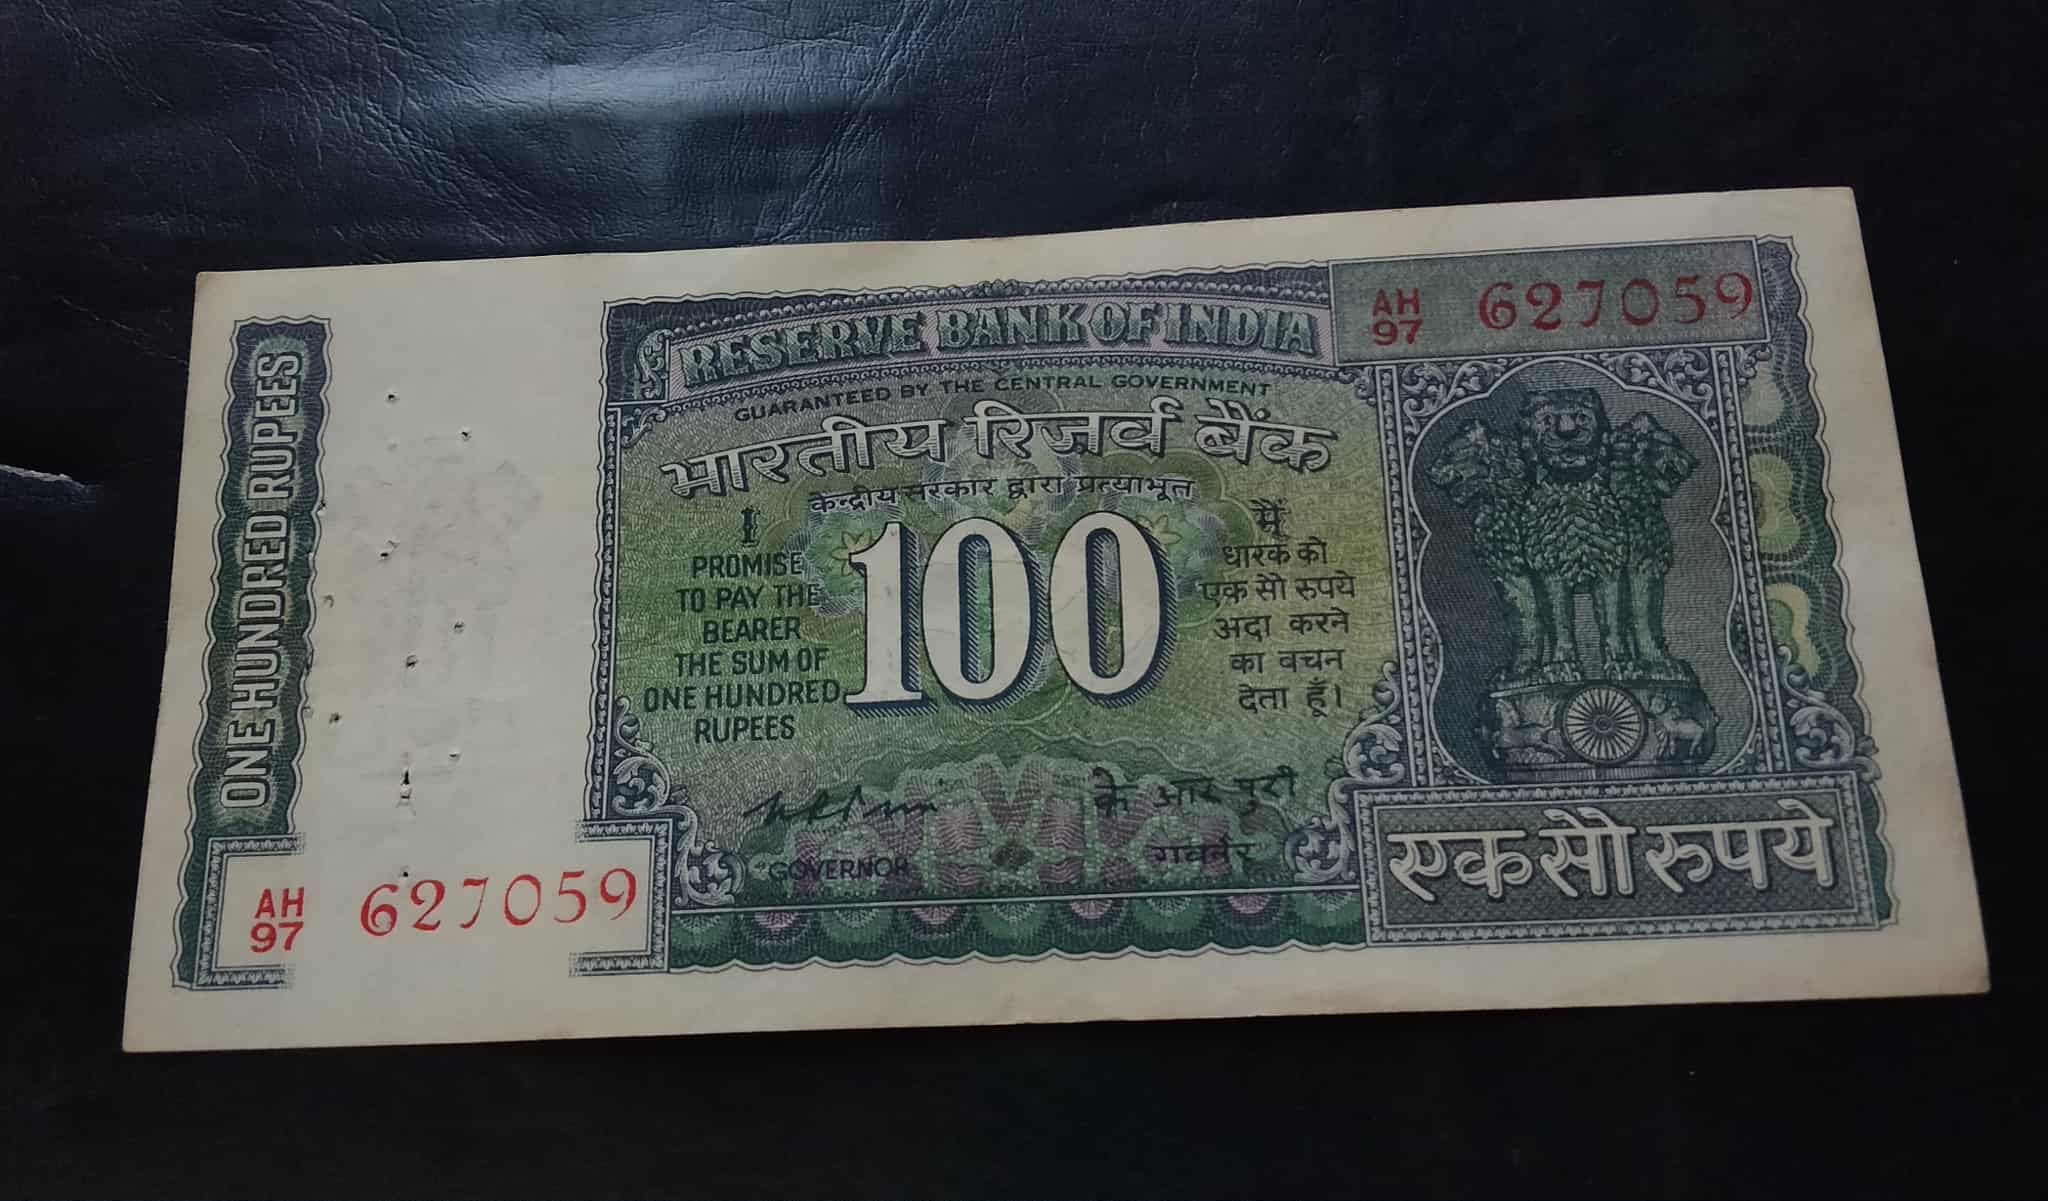 RESERVE BANK OF INDIA
GUARANTEED BY THE CENTRAL GOVERNMENT
AH
97
627059
भारतीय रिजर्व बैंक
केन्द्रीय सरकार द्वारा प्रत्याभूत
I
PROMISE
TO PAY THE
BEARER
THE SUM OF
ONE HUNDRED
RUPEES
100
मैं
धारक को
एक सौ रुपये
अदा करने
का वचन
देता हूँ।
के आर पुरी
GOVERNOR
गवर्नर
ONE HUNDRED RUPEES
AH
97
627059
एक सौ रुपये